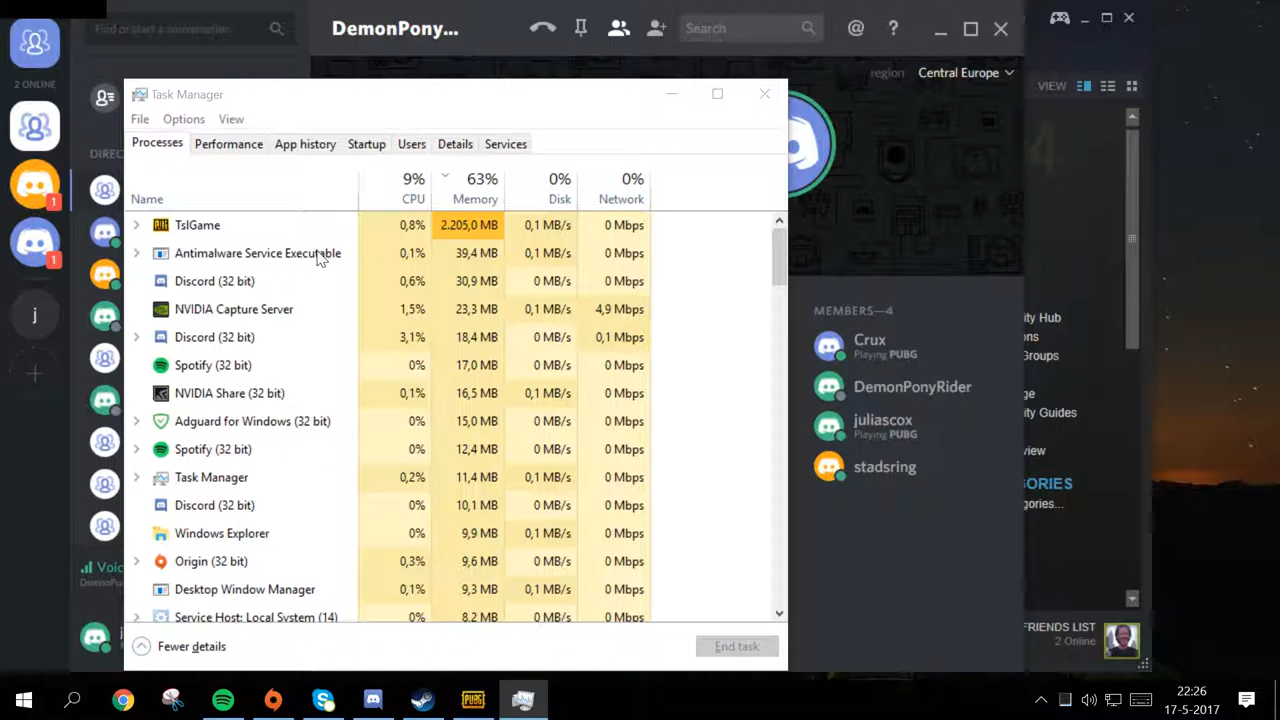 Find or start a conversation
DemonPony...
Search
@
?
region Central Europe
2 ONLINE
VIEW
DIREC
Task Manager
File Options View
Processes Performance App history Startup Users Details Services
9% 63% 0% 0%
Name CPU Memory Disk Network
TslGame 0,8% 2.205,0 MB 0,1 MB/s 0 Mbps
Antimalware Service Executable 0,1% 39,4 MB 0,1 MB/s 0 Mbps
Discord (32 bit) 0,6% 30,9 MB 0 MB/s 0 Mbps
NVIDIA Capture Server 1,5% 23,3 MB 0,1 MB/s 4,9 Mbps
Discord (32 bit) 3,1% 18,4 MB 0 MB/s 0,1 Mbps
Spotify (32 bit) 0% 17,0 MB 0 MB/s 0 Mbps
NVIDIA Share (32 bit) 0,1% 16,5 MB 0 MB/s 0 Mbps
Adguard for Windows (32 bit) 0% 15,0 MB 0 MB/s 0 Mbps
Spotify (32 bit) 0% 12,4 MB 0 MB/s 0 Mbps
Task Manager 0,2% 11,4 MB 0 MB/s 0 Mbps
Discord (32 bit) 0% 10,1 MB 0 MB/s 0 Mbps
Windows Explorer 0% 9,9 MB 0,1 MB/s 0 Mbps
Origin (32 bit) 0,3% 9,6 MB 0 MB/s 0 Mbps
Desktop Window Manager 0,1% 9,3 MB 0,1 MB/s 0 Mbps
Service Host: Local System (14) 0% 8,2 MB 0 MB/s 0 Mbps
Fewer details End task
1
1
j
Voic
MEMBERS—4
Crux
Playing PUBG
DemonPonyRider
juliascox
Playing PUBG
stadsring
4
ity Hub
ons
Groups
ge
ity Guides
view
ORIES
egories...
FRIENDS LIST
2 Online
PUBG
22:26
17-5-2017